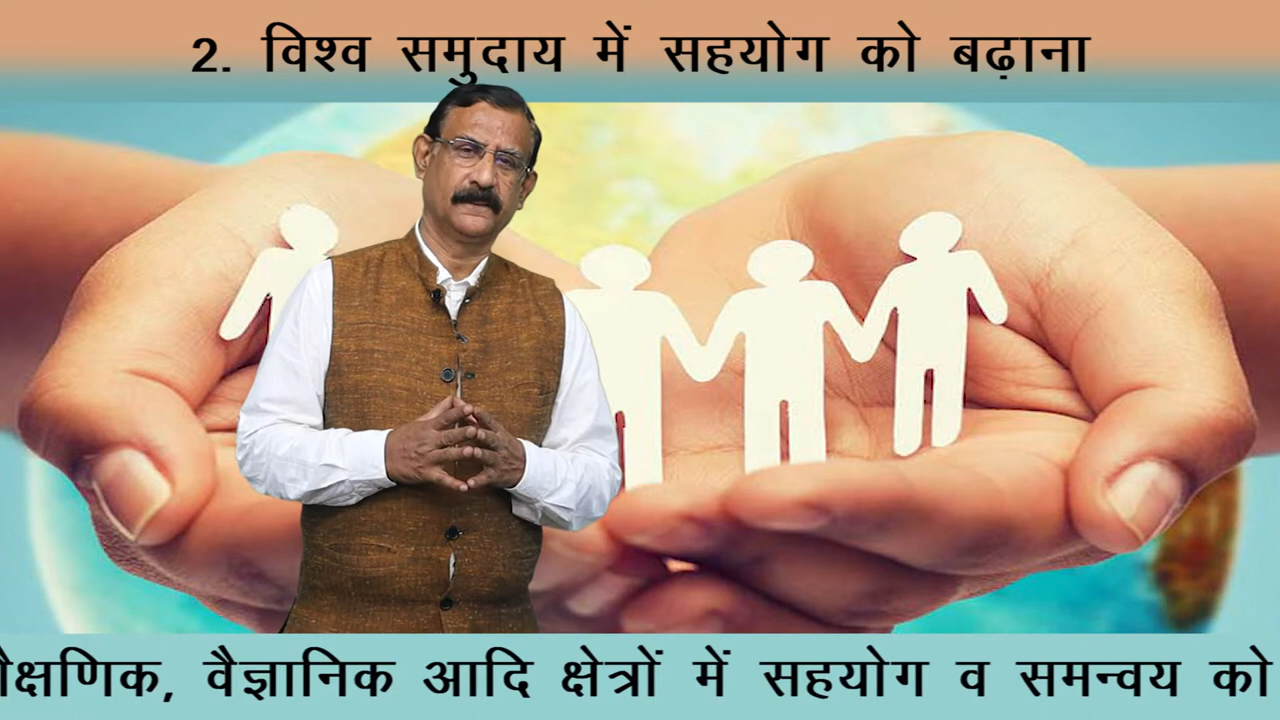 2. विश्व समुदाय में सहयोग को बढ़ाना
वैज्ञानिक आदि क्षेत्रों में सहयोग व समन्वय को